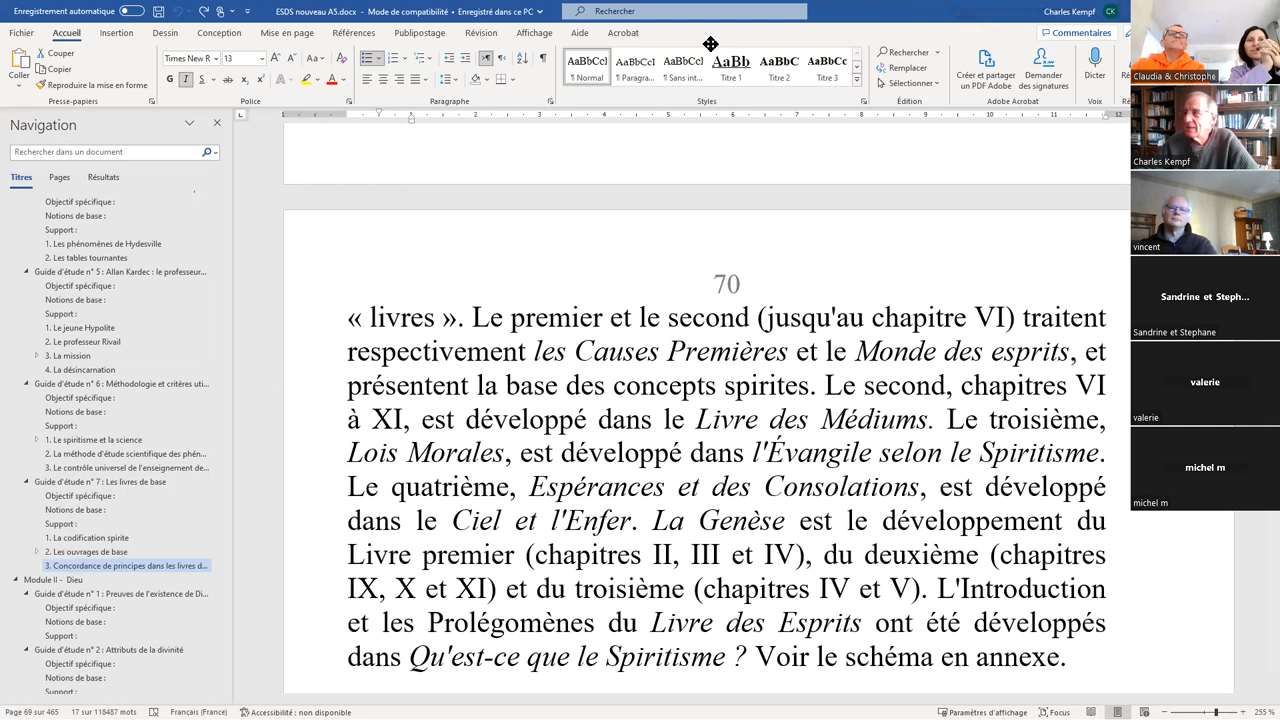 Enregistrement automatique
ESDS nouveau A5.docx - Mode de compatibilité • Enregistré dans ce PC
Rechercher
Charles Kempf
CK
Fichier Accueil Insertion Dessin Conception Mise en page Références Publipostage Révision Affichage Aide Acrobat
Commentaires
Coller
Couper
Copier
Reproduire la mise en forme
Presse-papiers
Times New R
13
G I S
Police
Paragraphe
AaBbCcI AaBbCcI AaBbCcI AaBb AaBbC AaBbCc
¶ Normal ¶ Paragra... ¶ Sans int... Titre 1 Titre 2 Titre 3
Styles
Rechercher
Remplacer
Sélectionner
Édition
Créer et partager un PDF Adobe
Demander des signatures
Adobe Acrobat
Dicter
Voix
Navigation
Rechercher dans un document
Titres Pages Résultats
Objectif spécifique :
Notions de base :
Support :
1. Les phénomènes de Hydesville
2. Les tables tournantes
Guide d'étude n° 5 : Allan Kardec : le professeur...
Objectif spécifique :
Notions de base :
Support :
1. Le jeune Hypolite
2. Le professeur Rivail
3. La mission
4. La désincarnation
Guide d'étude n° 6 : Méthodologie et critères uti...
Objectif spécifique :
Notions de base :
Support :
1. Le spiritisme et la science
2. La méthode d'étude scientifique des phén...
3. Le contrôle universel de l'enseignement de...
Guide d'étude n° 7 : Les livres de base
Objectif spécifique :
Notions de base :
Support :
1. La codification spirite
2. Les ouvrages de base
3. Concordance de principes dans les livres d...
Module II - Dieu
Guide d'étude n° 1 : Preuves de l'existence de Di...
Objectif spécifique :
Notions de base :
Support :
Guide d'étude n° 2 : Attributs de la divinité
Objectif spécifique :
Notions de base :
70
« livres ». Le premier et le second (jusqu'au chapitre VI) traitent
respectivement les Causes Premières et le Monde des esprits, et
présentent la base des concepts spirites. Le second, chapitres VI
à XI, est développé dans le Livre des Médiums. Le troisième,
Lois Morales, est développé dans l'Évangile selon le Spiritisme.
Le quatrième, Espérances et des Consolations, est développé
dans le Ciel et l'Enfer. La Genèse est le développement du
Livre premier (chapitres II, III et IV), du deuxième (chapitres
IX, X et XI) et du troisième (chapitres IV et V). L'Introduction
et les Prolégomènes du Livre des Esprits ont été développés
dans Qu'est-ce que le Spiritisme ? Voir le schéma en annexe.
Claudia & Christophe
Charles Kempf
vincent
Sandrine et Steph...
Sandrine et Stephane
valerie
valerie
michel m
michel m
Page 69 sur 465
17 sur 118487 mots
Français (France)
Accessibilité : non disponible
Paramètres d'affichage
Focus
255 %